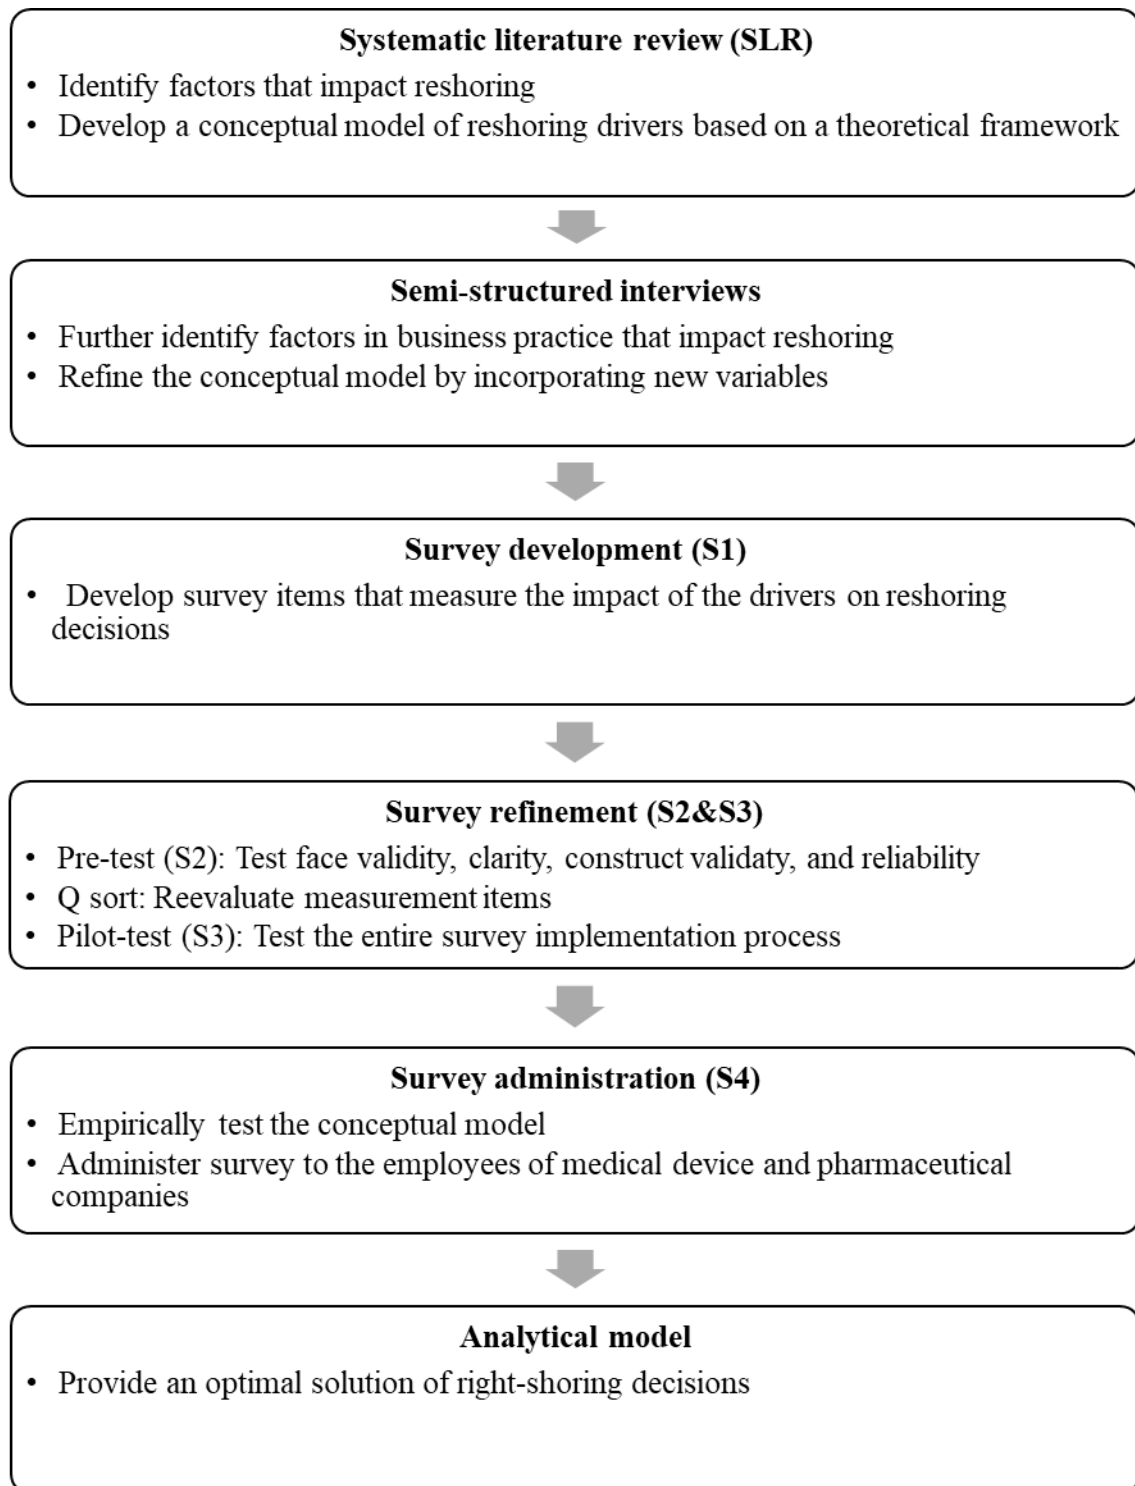 Systematic literature review (SLR)
• Identify factors that impact reshoring
• Develop a conceptual model of reshoring drivers based on a theoretical framework
Semi-structured interviews
• Further identify factors in business practice that impact reshoring
• Refine the conceptual model by incorporating new variables
Survey development (S1)
• Develop survey items that measure the impact of the drivers on reshoring
decisions
Survey refinement (S2&S3)
• Pre-test (S2): Test face validity, clarity, construct validaty, and reliability
• Q sort: Reevaluate measurement items
• Pilot-test (S3): Test the entire survey implementation process
Survey administration (S4)
• Empirically test the conceptual model
• Administer survey to the employees of medical device and pharmaceutical
companies
Analytical model
• Provide an optimal solution of right-shoring decisions